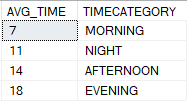 AVG_TIME TIMECATEGORY
7 MORNING
11 NIGHT
14 AFTERNOON
18 EVENING